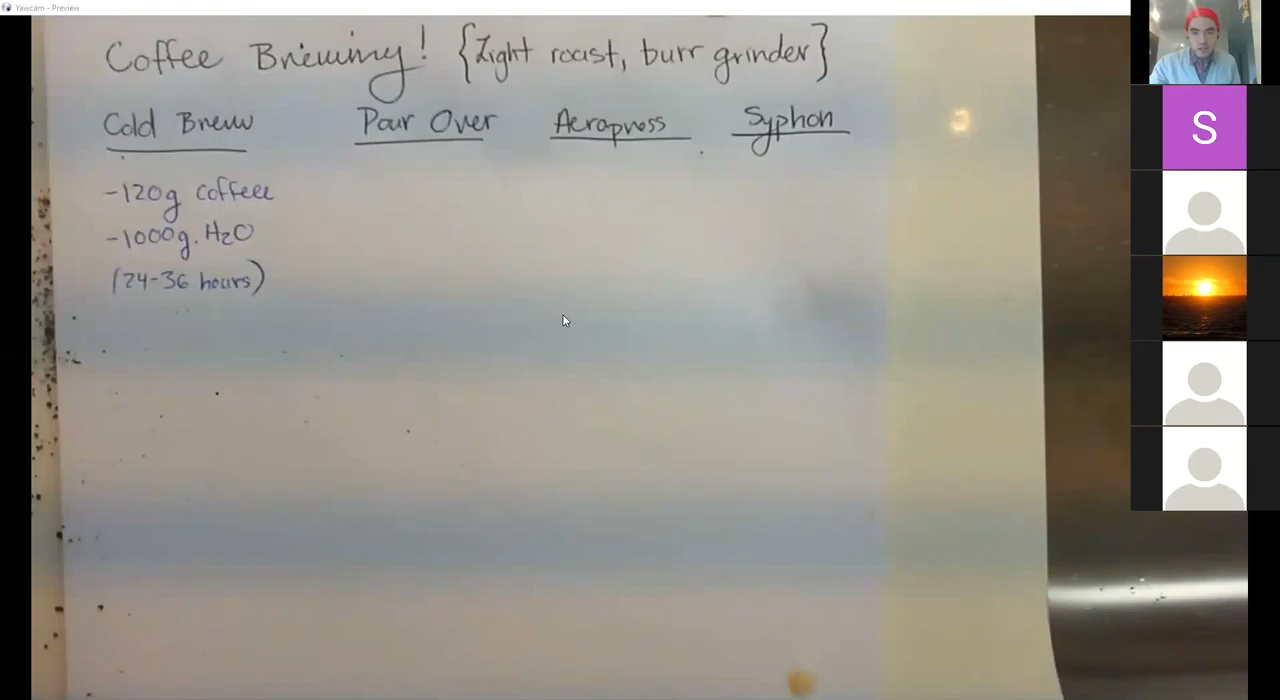 Yawcam - Preview
Coffee Brewing! {Light roast, burr grinder}
Cold Brew Pour Over Aeropress Syphon
-120g coffeee
-1000g. H2O
(24-36 hours)
S